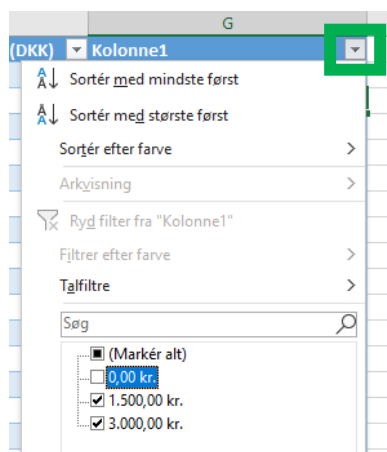 G
(DKK) Kolonne1
Sortér med mindste først
Sortér med største først
Sortér efter farve
Arkvisning
Ryd filter fra "Kolonne1"
Filtrer efter farve
Talfiltre
Søg
(Markér alt)
0,00 kr.
1.500,00 kr.
3.000,00 kr.